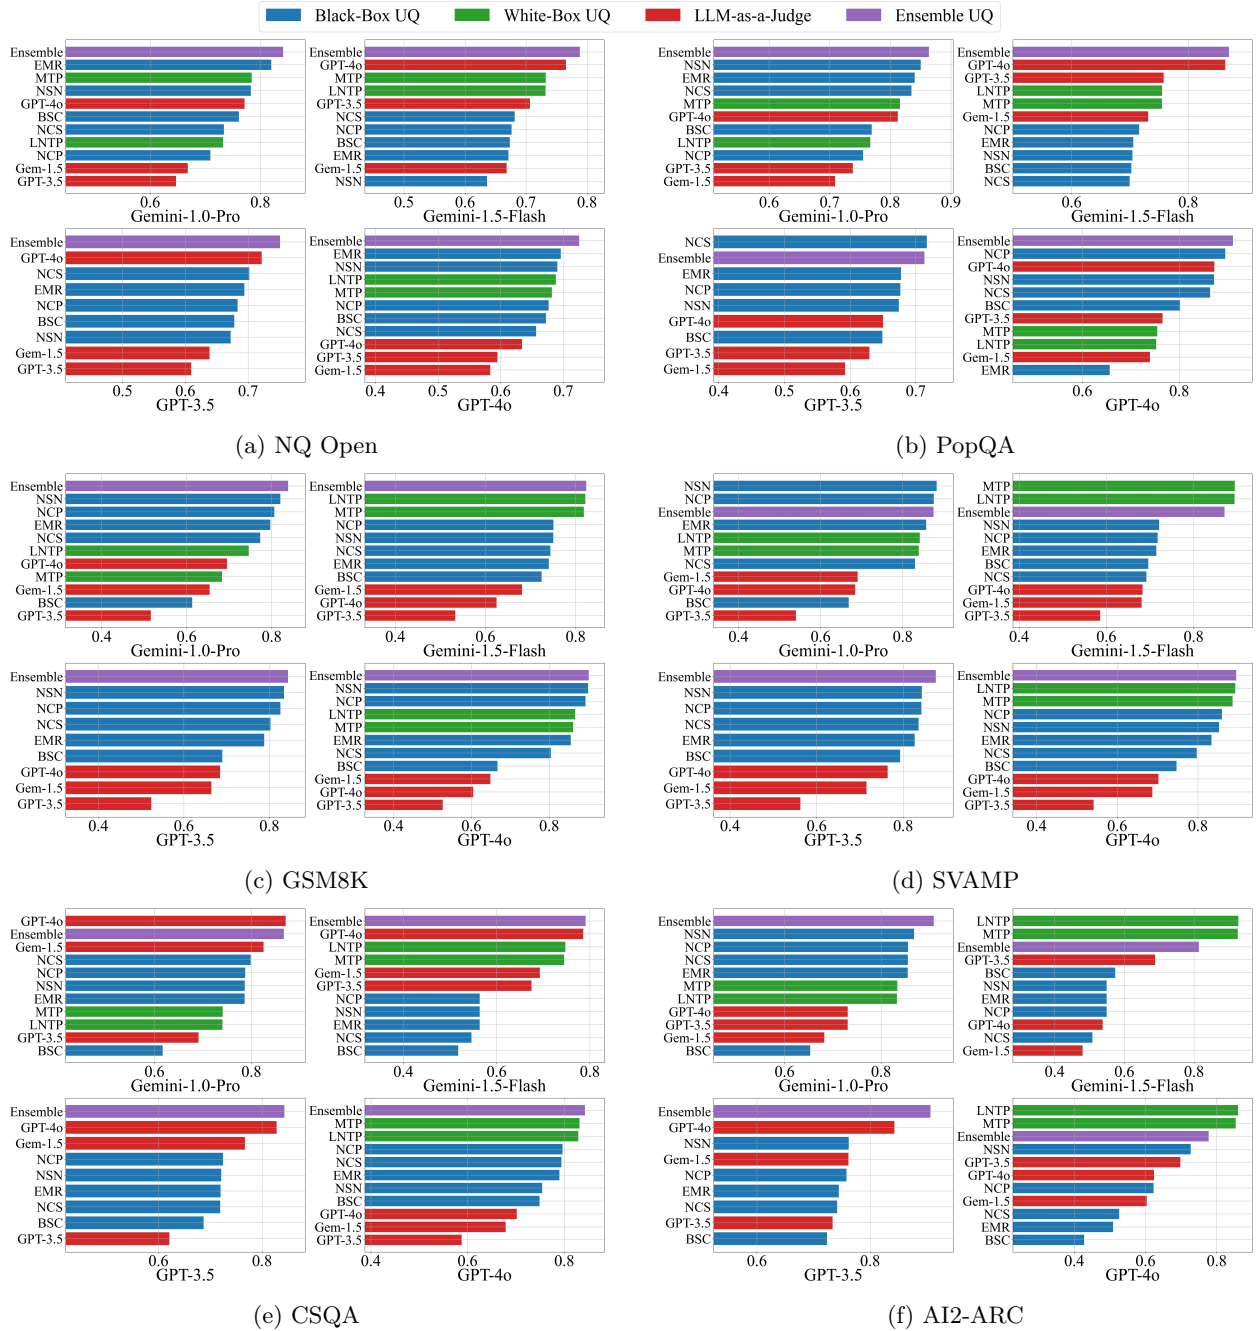 Black-Box UQ White-Box UQ LLM-as-a-Judge Ensemble UQ
Ensemble
EMR
MTP
NSN
GPT-4o
BSC
NCS
LNTP
NCP
Gem-1.5
GPT-3.5
0.6 0.8
Gemini-1.0-Pro
Ensemble
GPT-4o
MTP
LNTP
GPT-3.5
NCS
NCP
BSC
EMR
Gem-1.5
NSN
0.5 0.6 0.7 0.8
Gemini-1.5-Flash
Ensemble
GPT-4o
NCS
EMR
NCP
BSC
NSN
Gem-1.5
GPT-3.5
0.5 0.6 0.7
GPT-3.5
Ensemble
EMR
NSN
LNTP
MTP
NCP
BSC
NCS
GPT-4o
GPT-3.5
Gem-1.5
0.4 0.5 0.6 0.7
GPT-4o
(a) NQ Open
Ensemble
NSN
EMR
NCS
MTP
GPT-4o
BSC
LNTP
NCP
GPT-3.5
Gem-1.5
0.6 0.7 0.8 0.9
Gemini-1.0-Pro
Ensemble
GPT-4o
GPT-3.5
LNTP
MTP
Gem-1.5
NCP
EMR
NSN
BSC
NCS
0.6 0.8
Gemini-1.5-Flash
NCS
Ensemble
EMR
NCP
NSN
GPT-4o
BSC
GPT-3.5
Gem-1.5
0.4 0.5 0.6 0.7
GPT-3.5
Ensemble
NCP
GPT-4o
NSN
NCS
BSC
GPT-3.5
MTP
LNTP
Gem-1.5
EMR
0.6 0.8
GPT-4o
(b) PopQA
Ensemble
NSN
NCP
EMR
NCS
LNTP
GPT-4o
MTP
Gem-1.5
BSC
GPT-3.5
0.4 0.6 0.8
Gemini-1.0-Pro
Ensemble
LNTP
MTP
NCP
NSN
NCS
EMR
BSC
Gem-1.5
GPT-4o
GPT-3.5
0.4 0.6 0.8
Gemini-1.5-Flash
Ensemble
NSN
NCP
NCS
EMR
BSC
GPT-4o
Gem-1.5
GPT-3.5
0.4 0.6 0.8
GPT-3.5
Ensemble
NSN
NCP
LNTP
MTP
EMR
NCS
BSC
Gem-1.5
GPT-4o
GPT-3.5
0.4 0.6 0.8
GPT-4o
(c) GSM8K
NSN
NCP
Ensemble
EMR
LNTP
MTP
NCS
Gem-1.5
GPT-4o
BSC
GPT-3.5
0.4 0.6 0.8
Gemini-1.0-Pro
MTP
LNTP
Ensemble
NSN
NCP
EMR
BSC
NCS
GPT-4o
Gem-1.5
GPT-3.5
0.4 0.6 0.8
Gemini-1.5-Flash
Ensemble
NSN
NCP
NCS
EMR
BSC
GPT-4o
Gem-1.5
GPT-3.5
0.4 0.6 0.8
GPT-3.5
Ensemble
LNTP
MTP
NCP
NSN
EMR
NCS
BSC
GPT-4o
Gem-1.5
GPT-3.5
0.4 0.6 0.8
GPT-4o
(d) SVAMP
GPT-4o
Ensemble
Gem-1.5
NCS
NCP
NSN
EMR
MTP
LNTP
GPT-3.5
BSC
0.6 0.8
Gemini-1.0-Pro
Ensemble
GPT-4o
LNTP
MTP
Gem-1.5
GPT-3.5
NCP
NSN
EMR
NCS
BSC
0.4 0.6 0.8
Gemini-1.5-Flash
Ensemble
GPT-4o
Gem-1.5
NCP
NSN
EMR
NCS
BSC
GPT-3.5
0.6 0.8
GPT-3.5
Ensemble
MTP
LNTP
NCP
NCS
EMR
NSN
BSC
GPT-4o
Gem-1.5
GPT-3.5
0.4 0.6 0.8
GPT-4o
(e) CSQA
Ensemble
NSN
NCP
NCS
EMR
MTP
LNTP
GPT-4o
GPT-3.5
Gem-1.5
BSC
0.6 0.8
Gemini-1.0-Pro
LNTP
MTP
Ensemble
GPT-3.5
BSC
NSN
EMR
NCP
GPT-4o
NCS
Gem-1.5
0.4 0.6 0.8
Gemini-1.5-Flash
Ensemble
GPT-4o
NSN
Gem-1.5
NCP
EMR
NCS
GPT-3.5
BSC
0.6 0.8
GPT-3.5
LNTP
MTP
Ensemble
NSN
GPT-3.5
GPT-4o
NCP
Gem-1.5
NCS
EMR
BSC
0.4 0.6 0.8
GPT-4o
(f) AI2-ARC